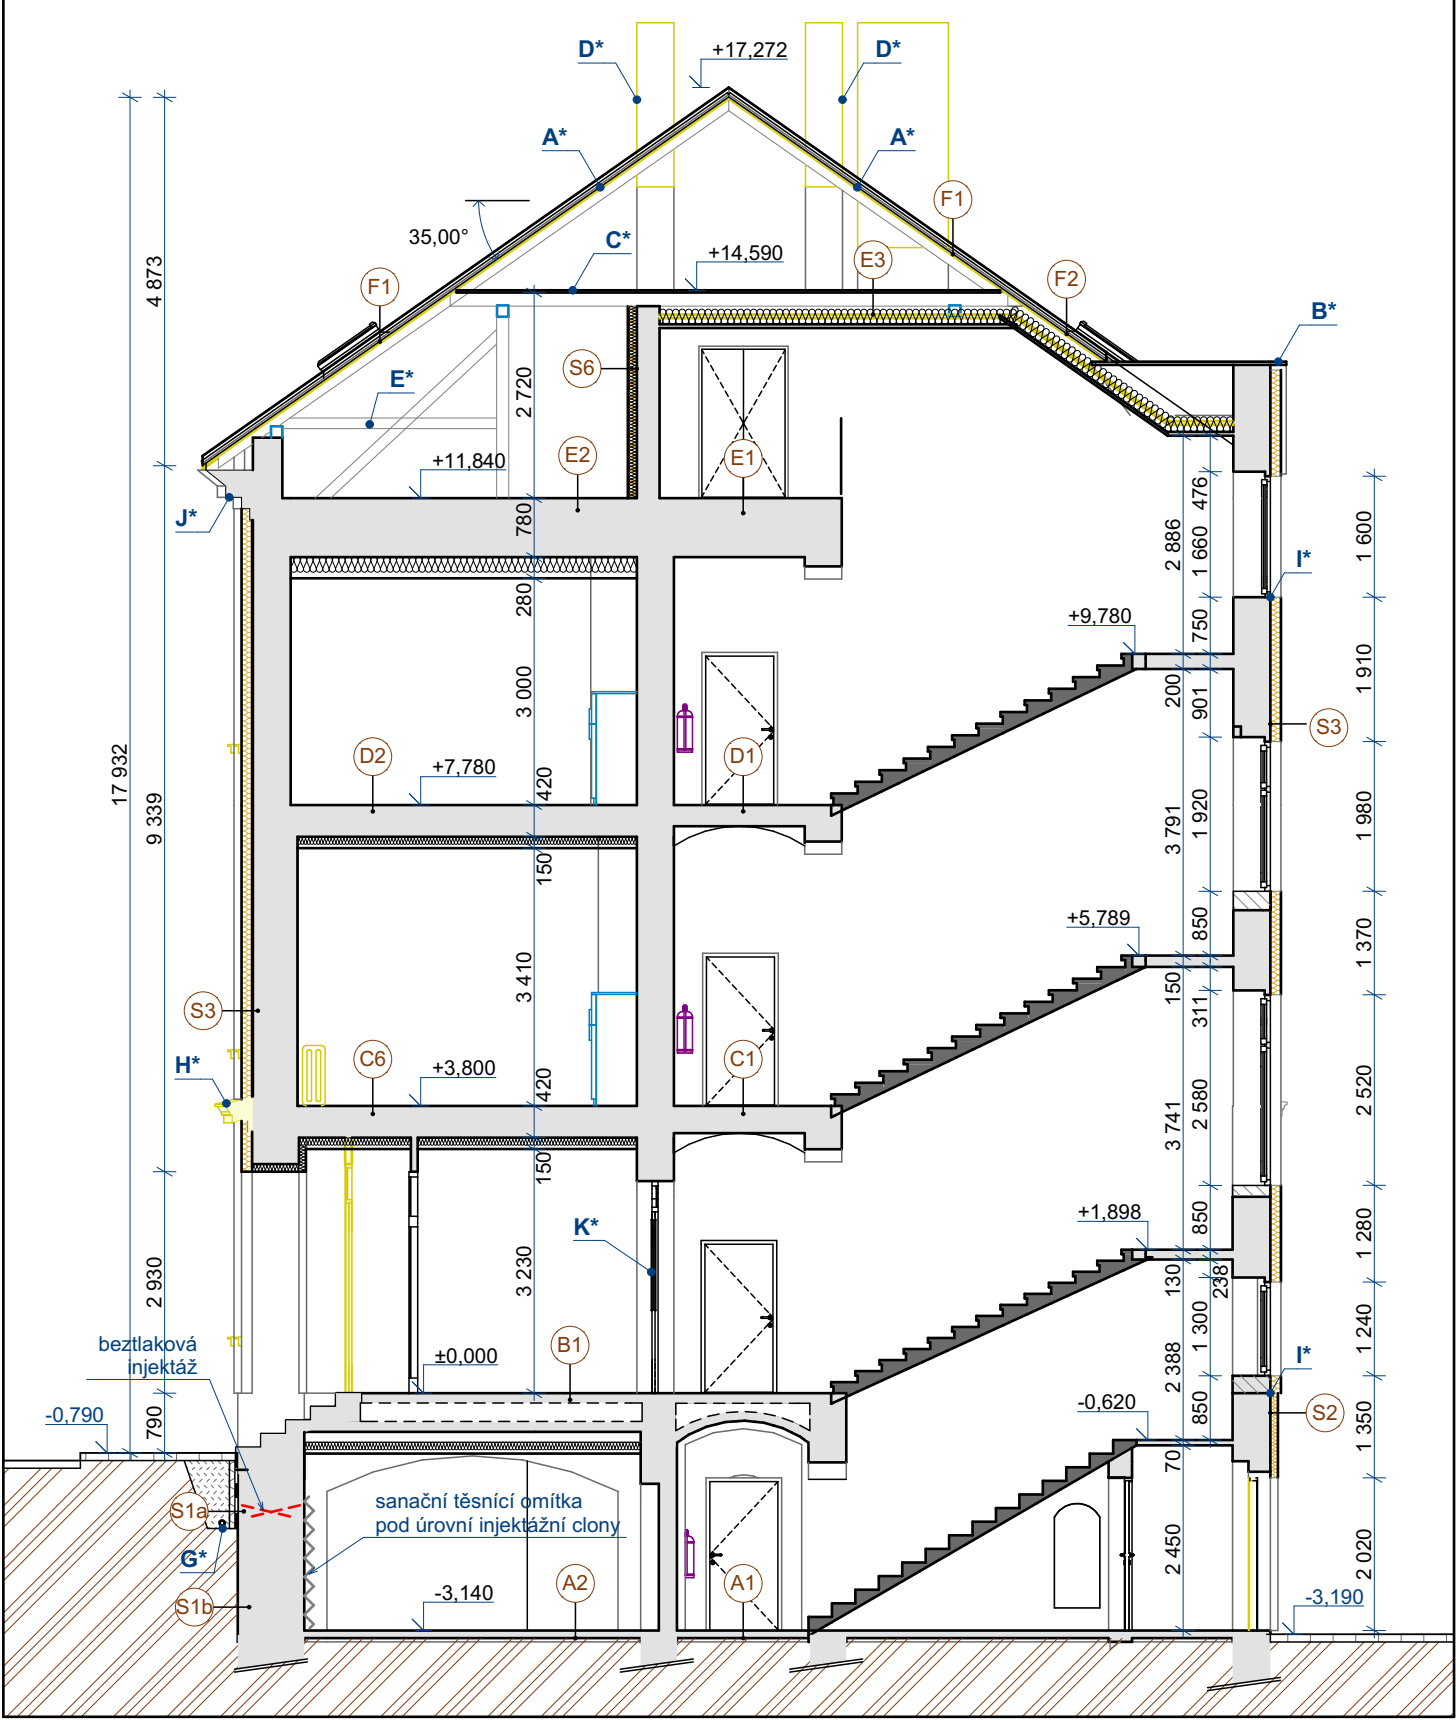 D*
+17,272
D*
A*
A*
F1
35,00°
C*
+14,590
E3
F1
F2
B*
4 873
S6
2 720
E*
+11,840
E2
E1
476
J*
780
2 886
1 660
1 600
I*
280
+9,780
750
3 000
200
901
1 910
S3
17 932
9 339
D2
+7,780
D1
420
3 791
1 920
1 980
150
+5,789
850
1 370
3 410
150
311
S3
H*
C6
+3,800
C1
420
3 741
2 580
2 520
150
+1,898
850
1 280
K*
2 930
3 230
130
238
beztlaková
injektáž
±0,000
B1
2 388
1 300
1 240
I*
-0,790
790
-0,620
850
S2
1 350
70
S1a
sanační těsnící omítka
pod úrovní injektážní clony
G*
2 450
2 020
S1b
-3,140
A2
A1
-3,190